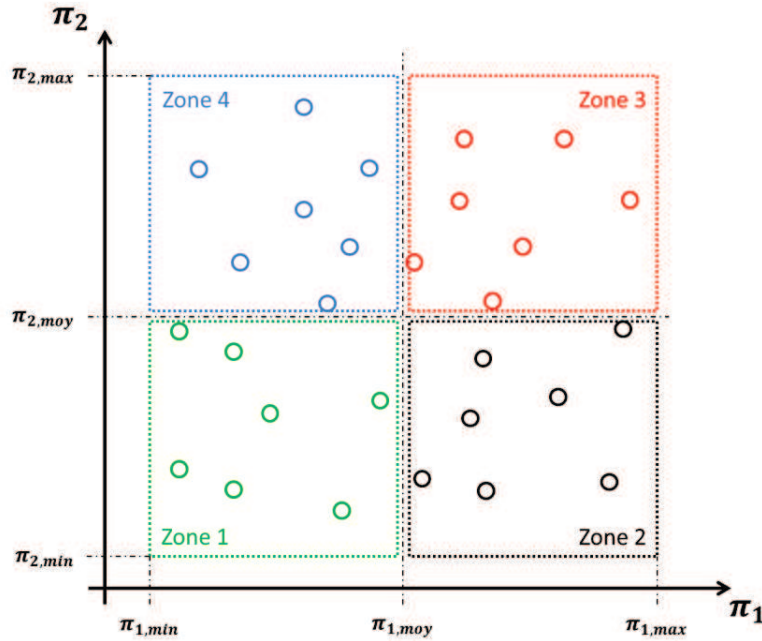 π₂
π₂,max
Zone 4
Zone 3
π₂,moy
Zone 1
Zone 2
π₂,min
π₁
π₁,min
π₁,moy
π₁,max